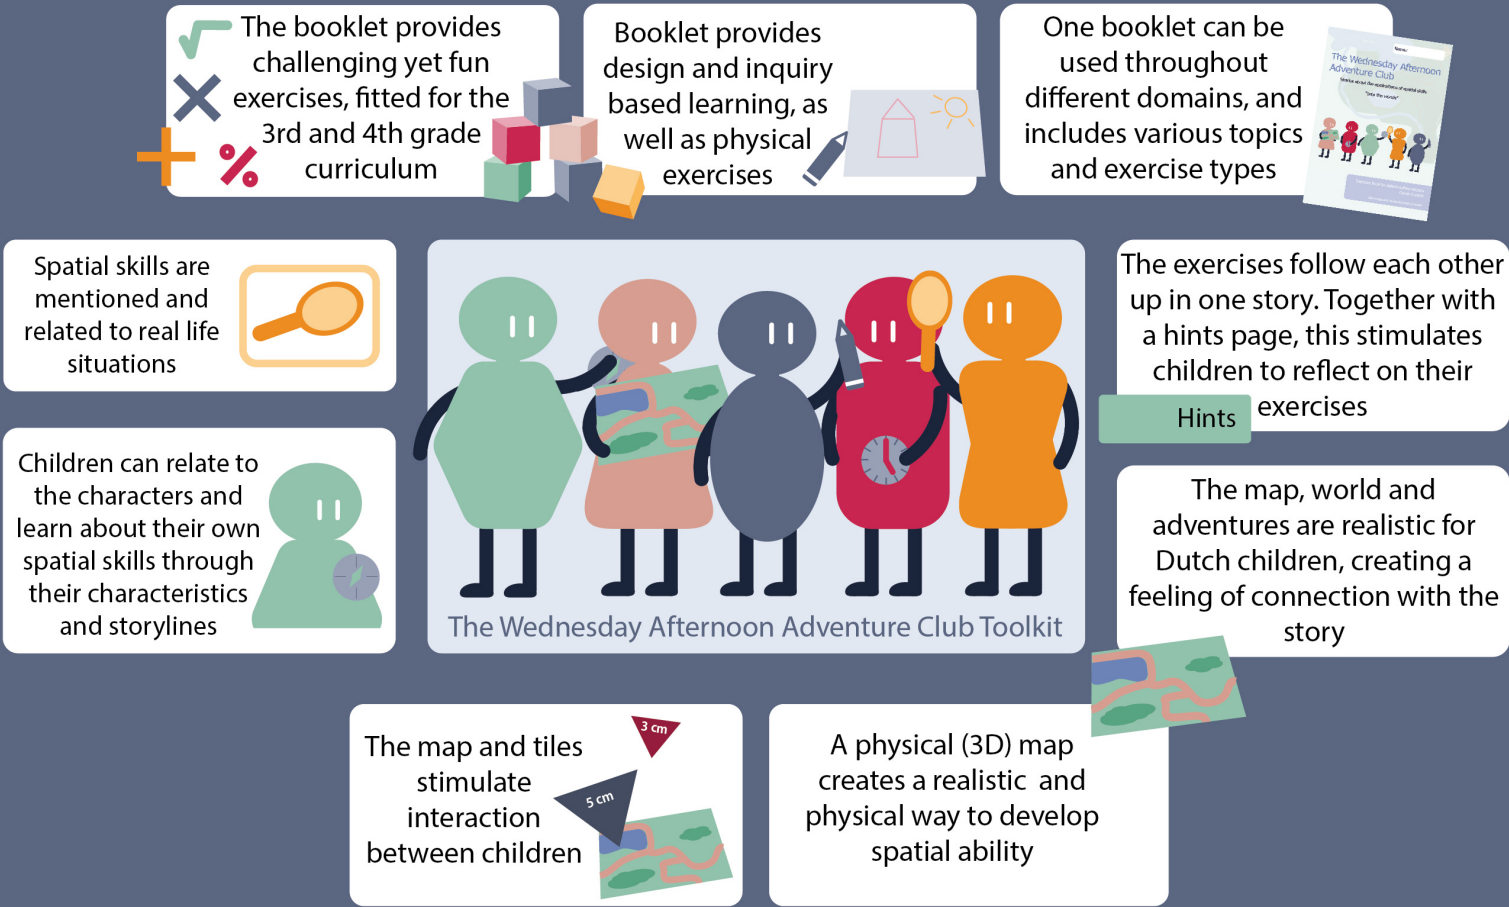 The booklet provides
challenging yet fun
exercises, fitted for the
3rd and 4th grade
curriculum
Booklet provides
design and inquiry
based learning, as
well as physical
exercises
One booklet can be
used throughout
different domains, and
includes various topics
and exercise types
Name:
The Wednesday Afternoon
Adventure Club
Spatial skills are
mentioned and
related to real life
situations
The exercises follow each other
up in one story. Together with
a hints page, this stimulates
children to reflect on their
exercises
Hints
Children can relate to
the characters and
learn about their own
spatial skills through
their characteristics
and storylines
The Wednesday Afternoon Adventure Club Toolkit
The map, world and
adventures are realistic for
Dutch children, creating a
feeling of connection with the
story
The map and tiles
stimulate
interaction
between children
3 cm
5 cm
A physical (3D) map
creates a realistic and
physical way to develop
spatial ability